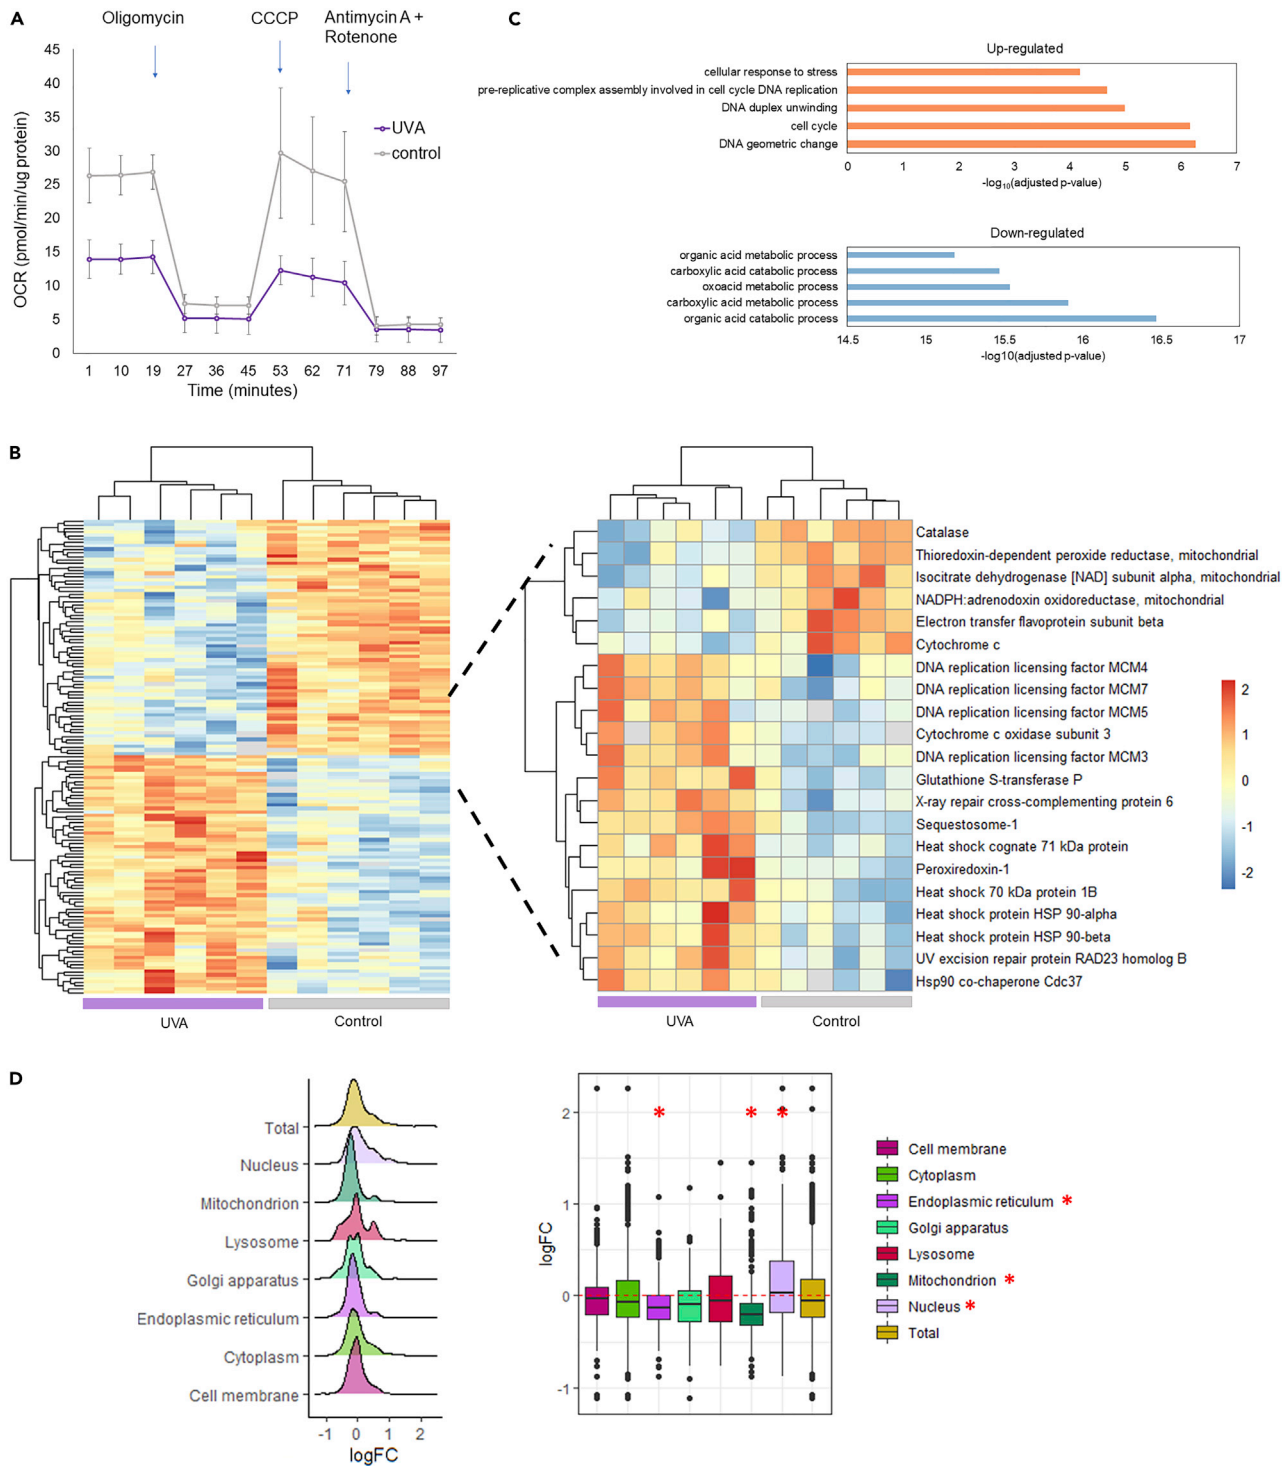 A
Oligomycin
CCCP
Antimycin A +
Rotenone
45
40
35
30
25
20
15
10
5
0
OCR (pmol/min/ug protein)
UVA
control
1 10 19 27 36 45 53 62 71 79 88 97
Time (minutes)
C
Up-regulated
cellular response to stress
pre-replicative complex assembly involved in cell cycle DNA replication
DNA duplex unwinding
cell cycle
DNA geometric change
0 1 2 3 4 5 6 7
-log10(adjusted p-value)
Down-regulated
organic acid metabolic process
carboxylic acid catabolic process
oxoacid metabolic process
carboxylic acid metabolic process
organic acid catabolic process
14.5 15 15.5 16 16.5 17
-log10(adjusted p-value)
B
UVA
Control
Catalase
Thioredoxin-dependent peroxide reductase, mitochondrial
Isocitrate dehydrogenase [NAD] subunit alpha, mitochondrial
NADPH:adrenodoxin oxidoreductase, mitochondrial
Electron transfer flavoprotein subunit beta
Cytochrome c
DNA replication licensing factor MCM4
DNA replication licensing factor MCM7
DNA replication licensing factor MCM5
Cytochrome c oxidase subunit 3
DNA replication licensing factor MCM3
Glutathione S-transferase P
X-ray repair cross-complementing protein 6
Sequestosome-1
Heat shock cognate 71 kDa protein
Peroxiredoxin-1
Heat shock 70 kDa protein 1B
Heat shock protein HSP 90-alpha
Heat shock protein HSP 90-beta
UV excision repair protein RAD23 homolog B
Hsp90 co-chaperone Cdc37
UVA
Control
2
1
0
-1
-2
D
Total
Nucleus
Mitochondrion
Lysosome
Golgi apparatus
Endoplasmic reticulum
Cytoplasm
Cell membrane
-1 0 1 2
logFC
logFC
2
1
0
-1
* * *
Cell membrane
Cytoplasm
Endoplasmic reticulum *
Golgi apparatus
Lysosome
Mitochondrion *
Nucleus *
Total